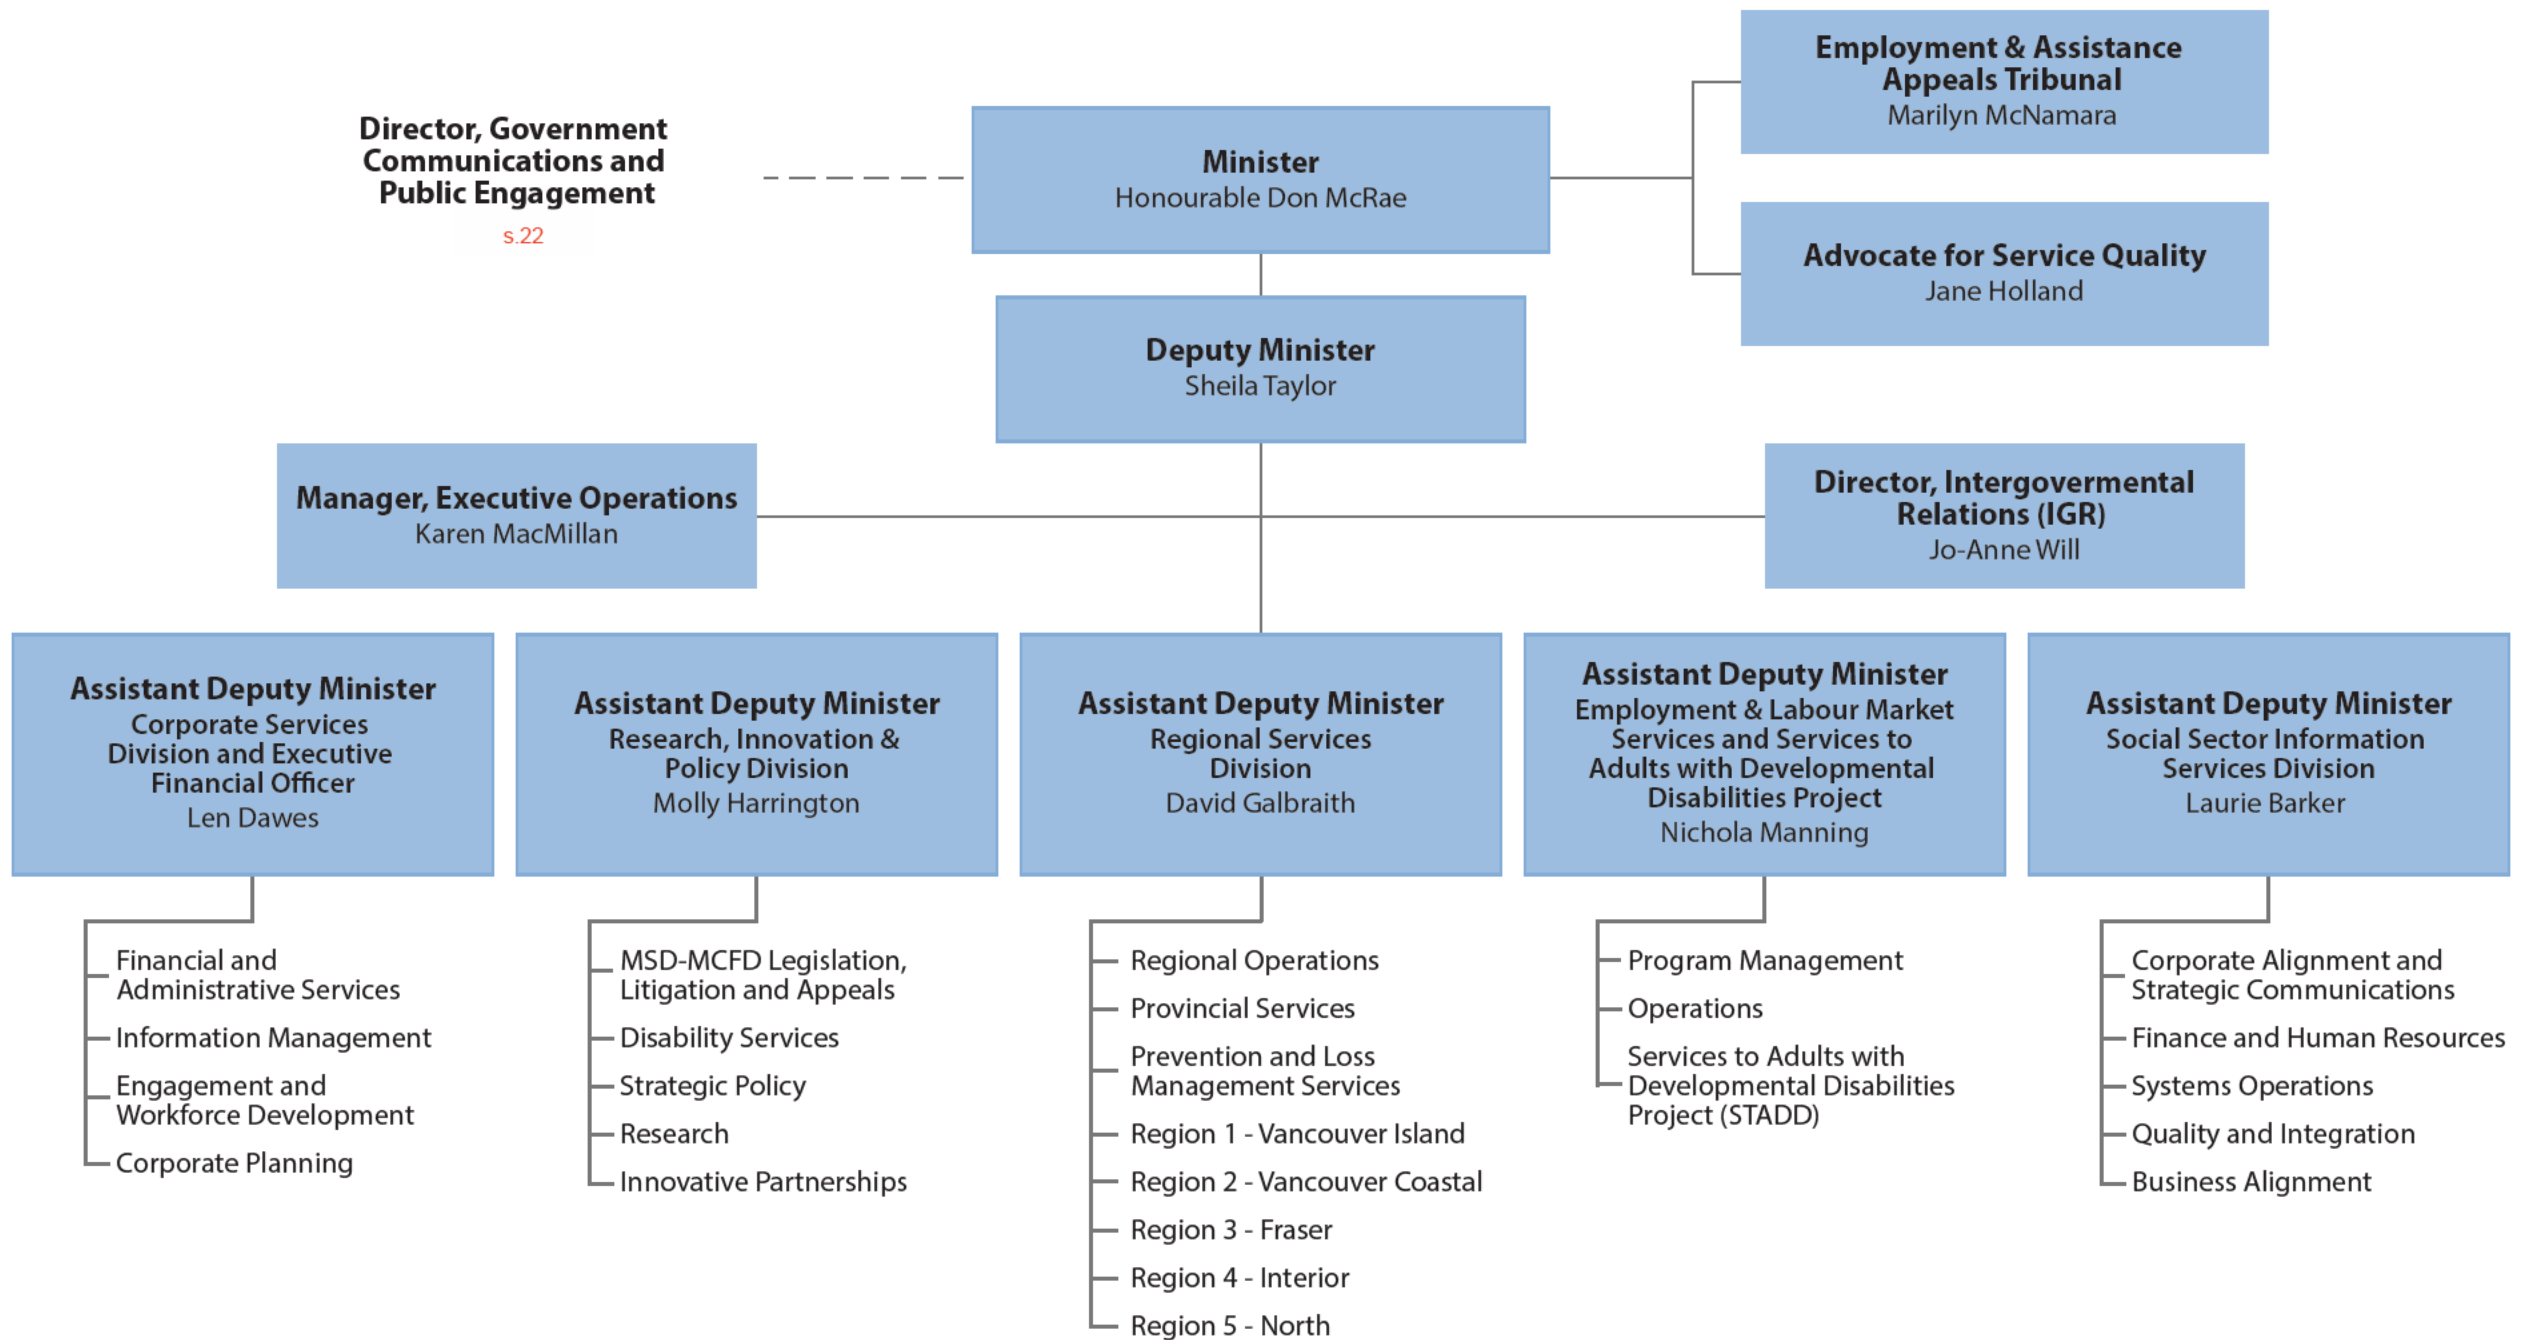 Employment & Assistance
Appeals Tribunal
Marilyn McNamara
Director, Government
Communications and
Public Engagement
s.22
Minister
Honourable Don McRae
Advocate for Service Quality
Jane Holland
Deputy Minister
Sheila Taylor
Manager, Executive Operations
Karen MacMillan
Director, Intergovermental
Relations (IGR)
Jo-Anne Will
Assistant Deputy Minister
Corporate Services
Division and Executive
Financial Officer
Len Dawes
Assistant Deputy Minister
Research, Innovation &
Policy Division
Molly Harrington
Assistant Deputy Minister
Regional Services
Division
David Galbraith
Assistant Deputy Minister
Employment & Labour Market
Services and Services to
Adults with Developmental
Disabilities Project
Nichola Manning
Assistant Deputy Minister
Social Sector Information
Services Division
Laurie Barker
Financial and
Administrative Services
Information Management
Engagement and
Workforce Development
Corporate Planning
MSD-MCFD Legislation,
Litigation and Appeals
Disability Services
Strategic Policy
Research
Innovative Partnerships
Regional Operations
Provincial Services
Prevention and Loss
Management Services
Region 1 - Vancouver Island
Region 2 - Vancouver Coastal
Region 3 - Fraser
Region 4 - Interior
Region 5 - North
Program Management
Operations
Services to Adults with
Developmental Disabilities
Project (STADD)
Corporate Alignment and
Strategic Communications
Finance and Human Resources
Systems Operations
Quality and Integration
Business Alignment